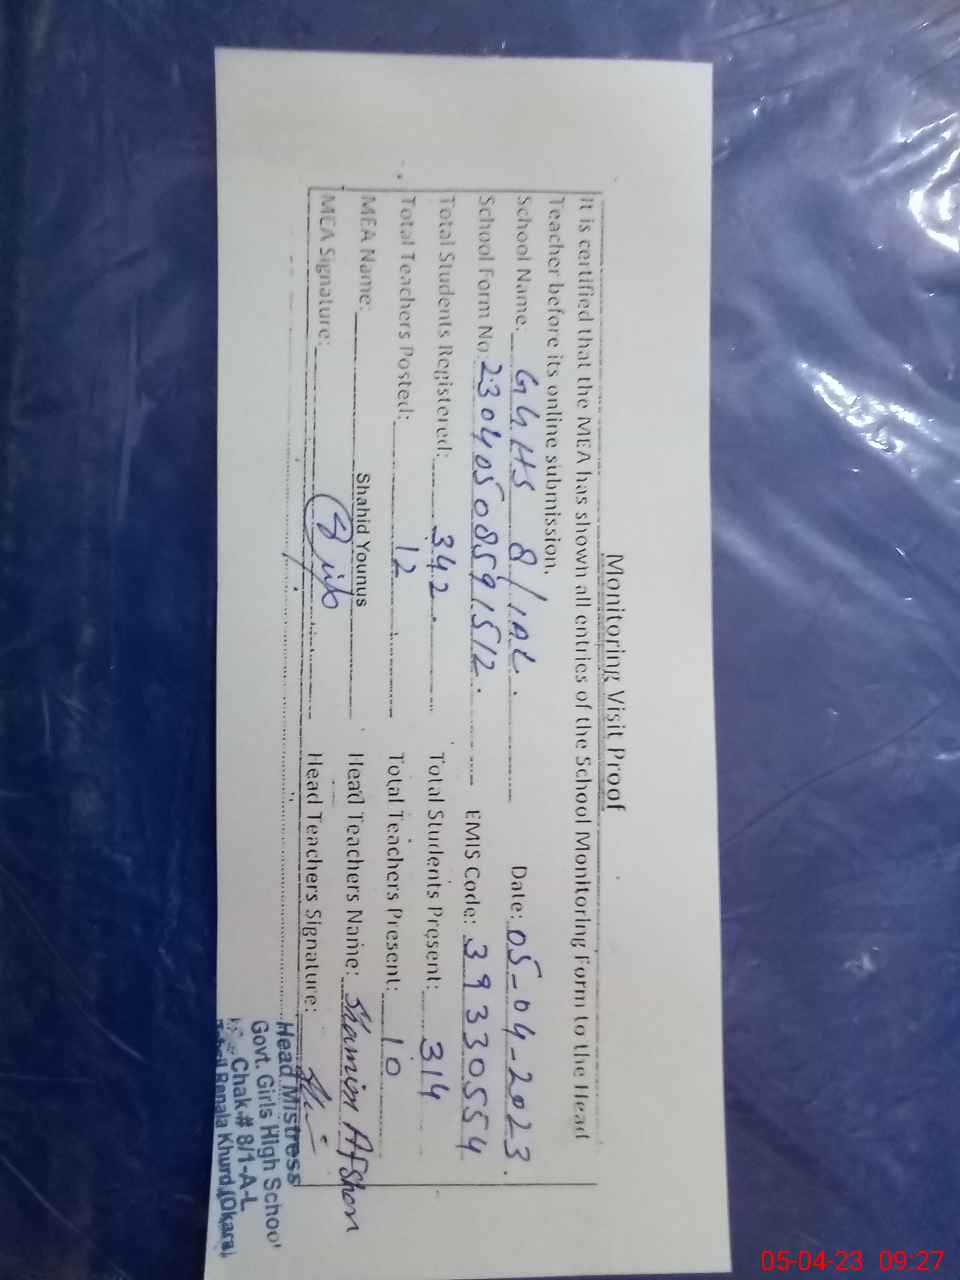 Monitoring Visit Proof
It is certified that the MEA has shown all entries of the School Monitoring Form to the Head
Teacher before its online submission.
School Name: GGHS 8/1AL. Date: 05-04-2023.
School Form No: 23040508591512. EMIS Code: 39330554
Total Students Registered: 342. Total Students Present: 314
Total Teachers Posted: 12 Total Teachers Present: 10
MEA Name: Shahid Younus Head Teachers Name: Shamim Afshan
MEA Signature: Head Teachers Signature:
Head Mistress
Govt. Girls High School
Chak # 8/1-A-L
Tehsil Renala Khurd (Okara)
05-04-23 09:27